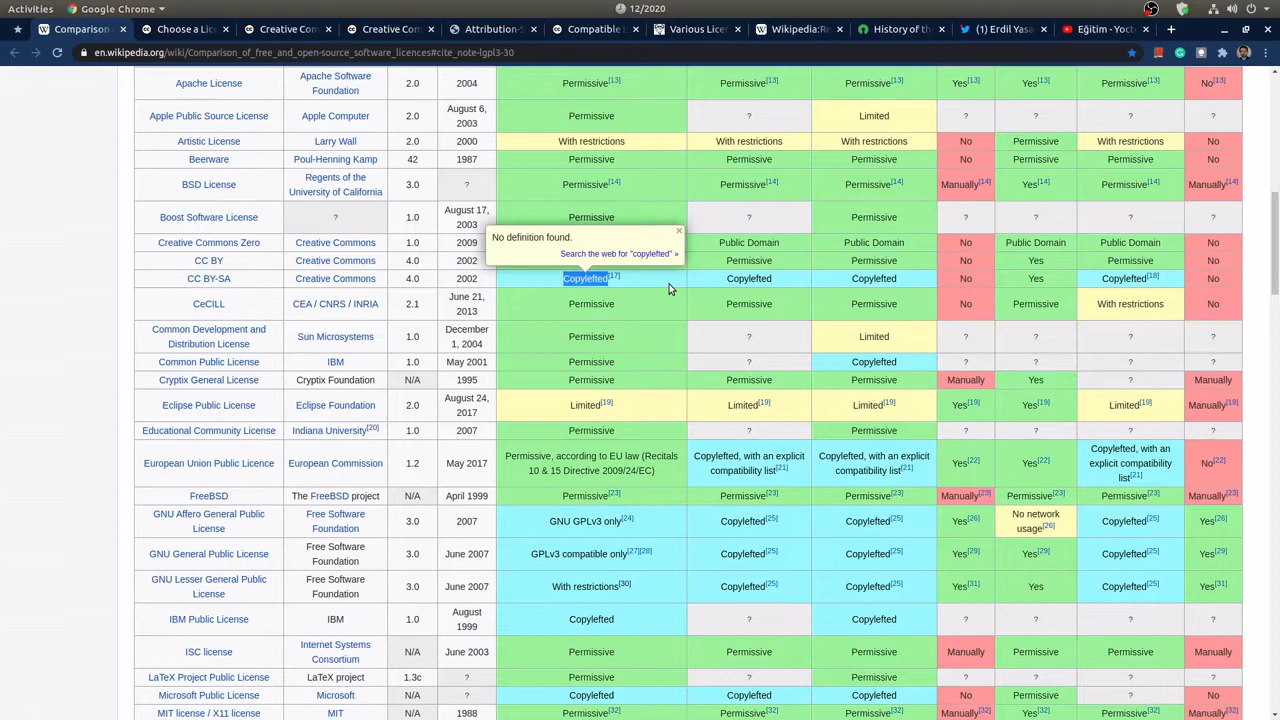 Activities
12/2020
Comparison
Choose a Lic
Creative Com
Creative Com
Attribution-S
Compatible L
Various Licen
Wikipedia:Re
History of the
(1) Erdil Yasa
Eğitim - Yocto
en.wikipedia.org/wiki/Comparison_of_free_and_open-source_software_licences#cite_note-lgpl3-30
Apache License Apache Software Foundation 2.0 2004 Permissive[13] Permissive[13] Permissive[13] Yes[13] Yes[13] Permissive[13] No[13]
Apple Public Source License Apple Computer 2.0 August 6, 2003 Permissive ? Limited ? ? ? ?
Artistic License Larry Wall 2.0 2000 With restrictions With restrictions With restrictions No Permissive With restrictions No
Beerware Poul-Henning Kamp 42 1987 Permissive Permissive Permissive No Permissive Permissive No
BSD License Regents of the University of California 3.0 ? Permissive[14] Permissive[14] Permissive[14] Manually[14] Yes[14] Permissive[14] Manually[14]
Boost Software License ? 1.0 August 17, 2003 Permissive ? Permissive ? ? ? ?
No definition found.
Search the web for "copylefted" »
Creative Commons Zero Creative Commons 1.0 2009 Public Domain Public Domain No Public Domain Public Domain No
CC BY Creative Commons 4.0 2002 Permissive Permissive No Yes Permissive No
CC BY-SA Creative Commons 4.0 2002 Copylefted[17] Copylefted Copylefted No Yes Copylefted[18] No
CeCILL CEA / CNRS / INRIA 2.1 June 21, 2013 Permissive Permissive Permissive No Permissive With restrictions No
Common Development and Distribution License Sun Microsystems 1.0 December 1, 2004 Permissive ? Limited ? ? ? ?
Common Public License IBM 1.0 May 2001 Permissive ? Copylefted ? ? ? ?
Cryptix General License Cryptix Foundation N/A 1995 Permissive Permissive Permissive Manually Yes ? Manually
Eclipse Public License Eclipse Foundation 2.0 August 24, 2017 Limited[19] Limited[19] Limited[19] Yes[19] Yes[19] Limited[19] Manually[19]
Educational Community License Indiana University[20] 1.0 2007 Permissive ? Permissive ? ? ? ?
European Union Public Licence European Commission 1.2 May 2017 Permissive, according to EU law (Recitals 10 & 15 Directive 2009/24/EC) Copylefted, with an explicit compatibility list[21] Copylefted, with an explicit compatibility list[21] Yes[22] Yes[22] Copylefted, with an explicit compatibility list[21] No[22]
FreeBSD The FreeBSD project N/A April 1999 Permissive[23] Permissive[23] Permissive[23] Manually[23] Permissive[23] Permissive[23] Manually[23]
GNU Affero General Public License Free Software Foundation 3.0 2007 GNU GPLv3 only[24] Copylefted[25] Copylefted[25] Yes[26] No network usage[26] Copylefted[25] Yes[26]
GNU General Public License Free Software Foundation 3.0 June 2007 GPLv3 compatible only[27][28] Copylefted[25] Copylefted[25] Yes[29] Yes[29] Copylefted[25] Yes[29]
GNU Lesser General Public License Free Software Foundation 3.0 June 2007 With restrictions[30] Copylefted[25] Copylefted[25] Yes[31] Yes Copylefted[25] Yes[31]
IBM Public License IBM 1.0 August 1999 Copylefted ? Copylefted ? ? ? ?
ISC license Internet Systems Consortium N/A June 2003 Permissive Permissive Permissive Manually Permissive Permissive Manually
LaTeX Project Public License LaTeX project 1.3c ? Permissive ? ? ? ? ? ?
Microsoft Public License Microsoft N/A ? Copylefted Copylefted Copylefted No Permissive ? No
MIT license / X11 license MIT N/A 1988 Permissive[32] Permissive[32] Permissive[32] Manually[32] Yes[32] Permissive[32] Manually[32]